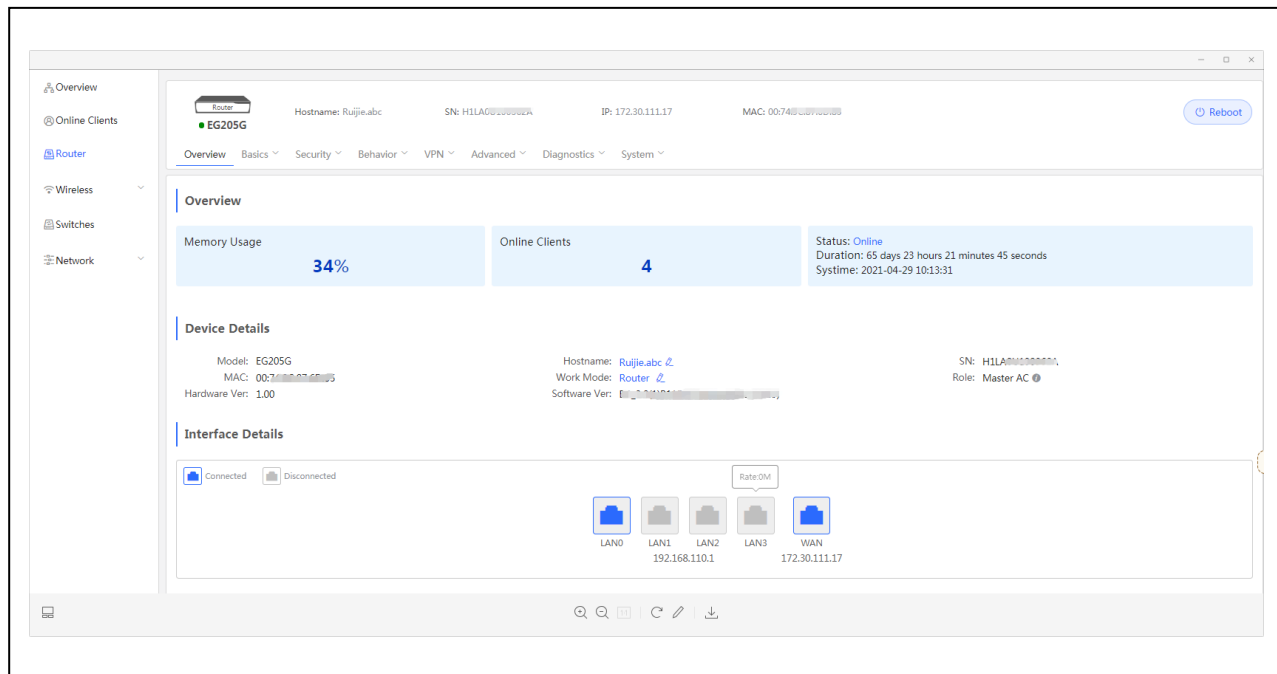 Overview
Online Clients
Router
Wireless
Switches
Network
Router
EG205G
Hostname: Ruijie.abc SN: IP: 172.30.111.17 MAC:
Reboot
Overview Basics Security Behavior VPN Advanced Diagnostics System
Overview
Memory Usage
34%
Online Clients
4
Status: Online
Duration: 65 days 23 hours 21 minutes 45 seconds
Systime: 2021-04-29 10:13:31
Device Details
Model: EG205G Hostname: Ruijie.abc SN:
MAC: Work Mode: Router Role: Master AC
Hardware Ver: 1.00 Software Ver:
Interface Details
Connected Disconnected
Rate:0M
LAN0 LAN1 LAN2 LAN3 WAN
192.168.110.1 172.30.111.17